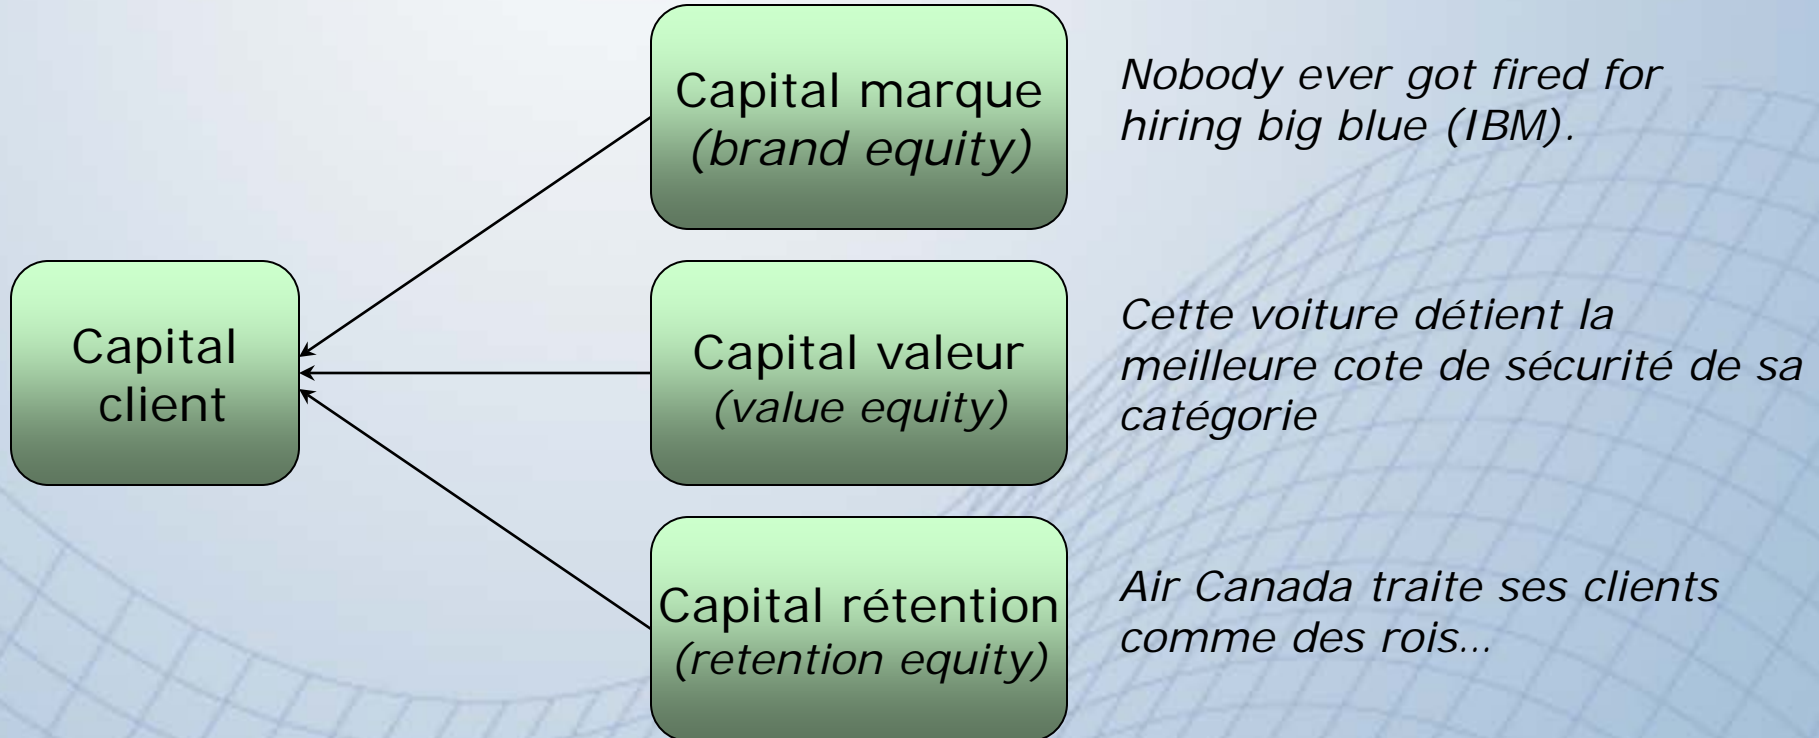 Capital marque
(brand equity)
Nobody ever got fired for
hiring big blue (IBM).
Capital
client
Capital valeur
(value equity)
Cette voiture détient la
meilleure cote de sécurité de sa
catégorie
Capital rétention
(retention equity)
Air Canada traite ses clients
comme des rois...